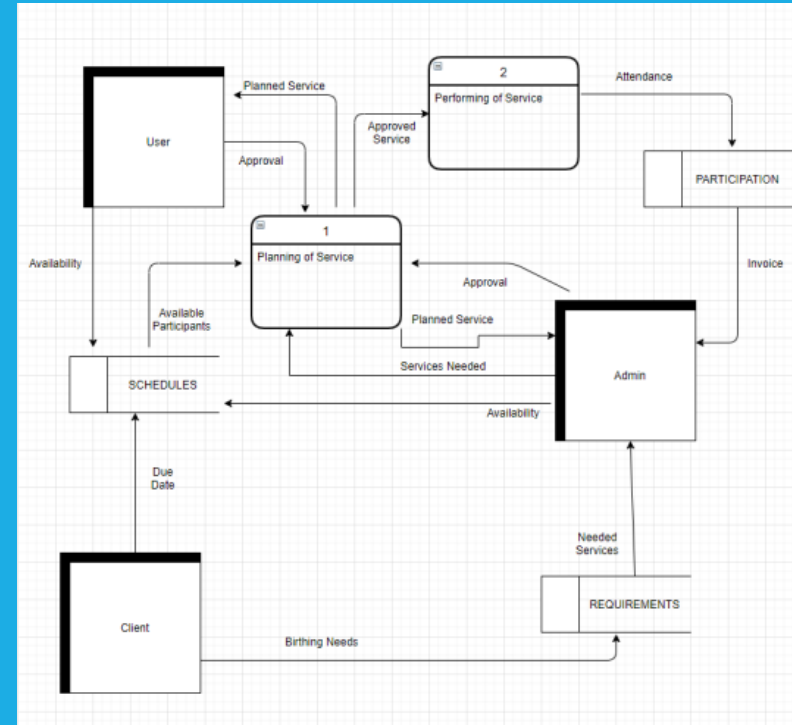 2
Performing of Service
Attendance
Planned Service
Approved
Service
User
Approval
PARTICIPATION
1
Planning of Service
Availability
Invoice
Approval
Available
Participants
Planned Service
Services Needed
Admin
SCHEDULES
Availability
Due
Date
Needed
Services
REQUIREMENTS
Client
Birthing Needs